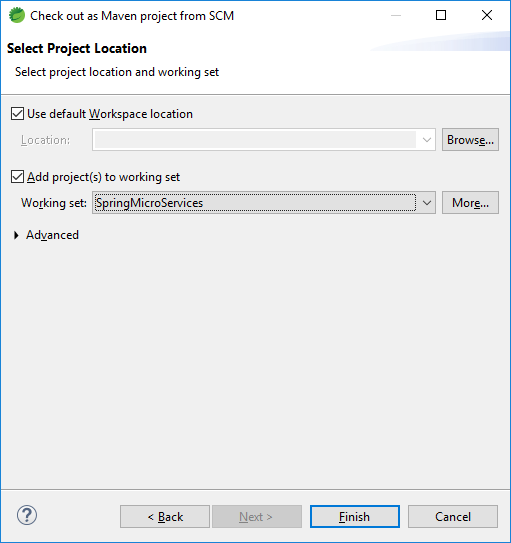 Check out as Maven project from SCM
Select Project Location
Select project location and working set
Use default Workspace location
Location: Browse...
Add project(s) to working set
Working set: SpringMicroServices More...
Advanced
? < Back Next > Finish Cancel